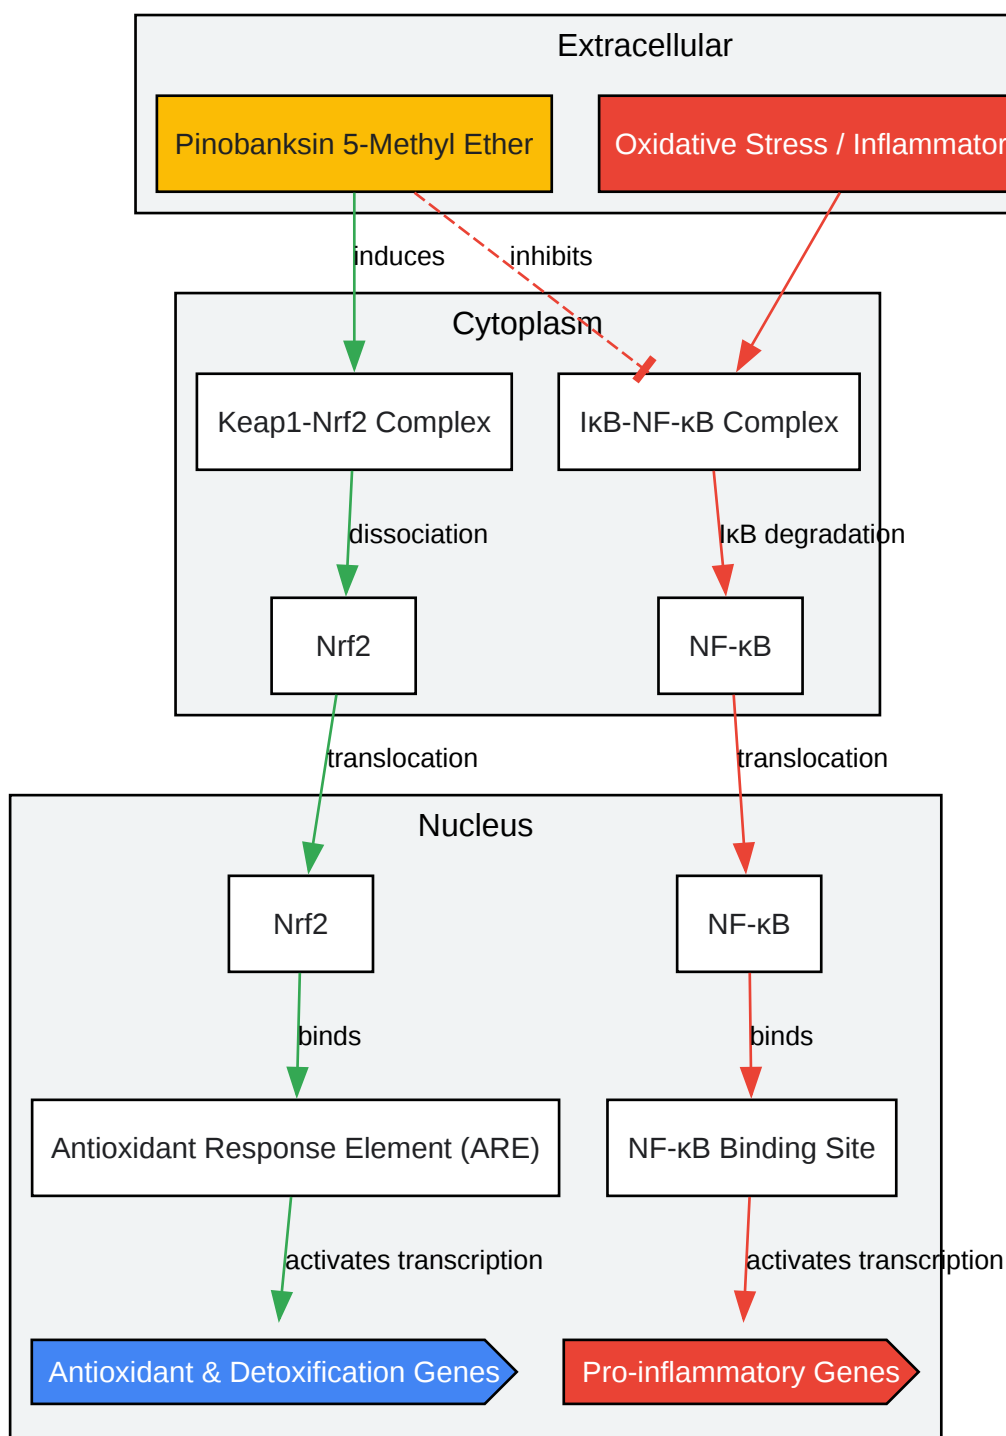 Extracellular
Pinobanksin 5-Methyl Ether
Oxidative Stress / Inflammator
induces
inhibits
Cytoplasm
Keap1-Nrf2 Complex
IκB-NF-κB Complex
dissociation
IκB degradation
Nrf2
NF-κB
translocation
translocation
Nucleus
Nrf2
NF-κB
binds
binds
Antioxidant Response Element (ARE)
NF-κB Binding Site
activates transcription
activates transcription
Antioxidant & Detoxification Genes
Pro-inflammatory Genes